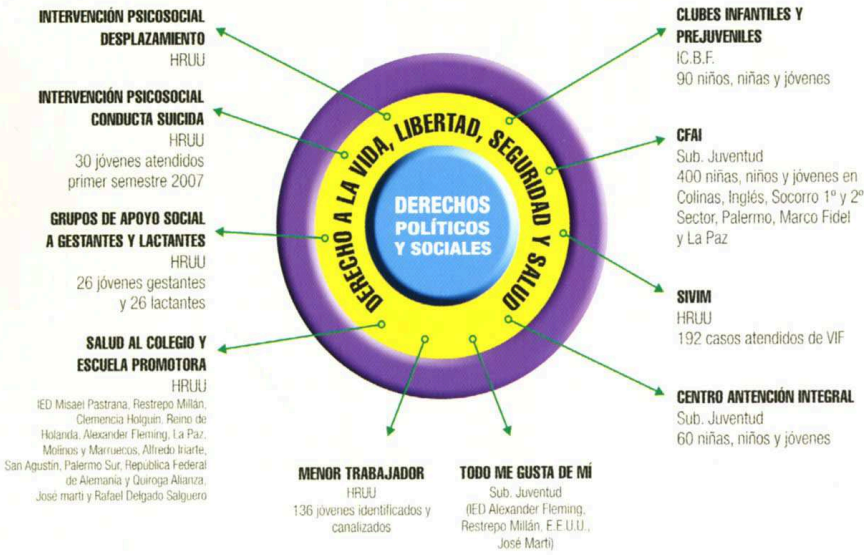 INTERVENCIÓN PSICOSOCIAL
DESPLAZAMIENTO
HRUU
INTERVENCIÓN PSICOSOCIAL
CONDUCTA SUICIDA
HRUU
30 jóvenes atendidos
primer semestre 2007
GRUPOS DE APOYO SOCIAL
A GESTANTES Y LACTANTES
HRUU
26 jóvenes gestantes
y 26 lactantes
SALUD AL COLEGIO Y
ESCUELA PROMOTORA
HRUU
IED Misael Pastrana, Restrepo Millán,
Clemencia Holguin, Reino de
Holanda, Alexander Fleming, La Paz,
Molinos y Marruecos, Alfredo Iriarte,
San Agustin, Palermo Sur, República Federal
de Alemania y Quiroga Alianza,
José marti y Rafael Delgado Salguero
DERECHO A LA VIDA, LIBERTAD, SEGURIDAD Y SALUD
DERECHOS
POLÍTICOS
Y SOCIALES
MENOR TRABAJADOR
HRUU
136 jóvenes identificados y
canalizados
TODO ME GUSTA DE MÍ
Sub. Juventud
(IED Alexander Fleming,
Restrepo Millán, E.E.U.U.,
José Marti)
CLUBES INFANTILES Y
PREJUVENILES
IC.B.F.
90 niños, niñas y jóvenes
CFAI
Sub. Juventud
400 niñas, niños y jóvenes en
Colinas, Inglés, Socorro 1º y 2º
Sector, Palermo, Marco Fidel
y La Paz
SIVIM
HRUU
192 casos atendidos de VIF
CENTRO ANTENCIÓN INTEGRAL
Sub. Juventud
60 niñas, niños y jóvenes